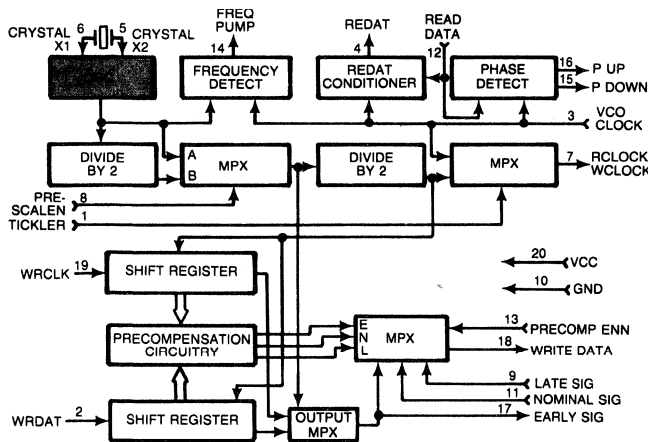 CRYSTAL X1
6
5
CRYSTAL X2
FREQ PUMP
14
REDAT
4
READ DATA
12
FREQUENCY DETECT
REDAT CONDITIONER
PHASE DETECT
16
P UP
15
P DOWN
3
VCO CLOCK
DIVIDE BY 2
A
B
MPX
DIVIDE BY 2
MPX
7
RCLOCK
WCLOCK
PRE-SCALEN
8
TICKLER
1
WRCLK
19
SHIFT REGISTER
20
VCC
10
GND
PRECOMPENSATION CIRCUITRY
E
N
L
MPX
13
PRECOMP ENN
18
WRITE DATA
9
LATE SIG
11
NOMINAL SIG
17
EARLY SIG
WRDAT
2
SHIFT REGISTER
OUTPUT MPX